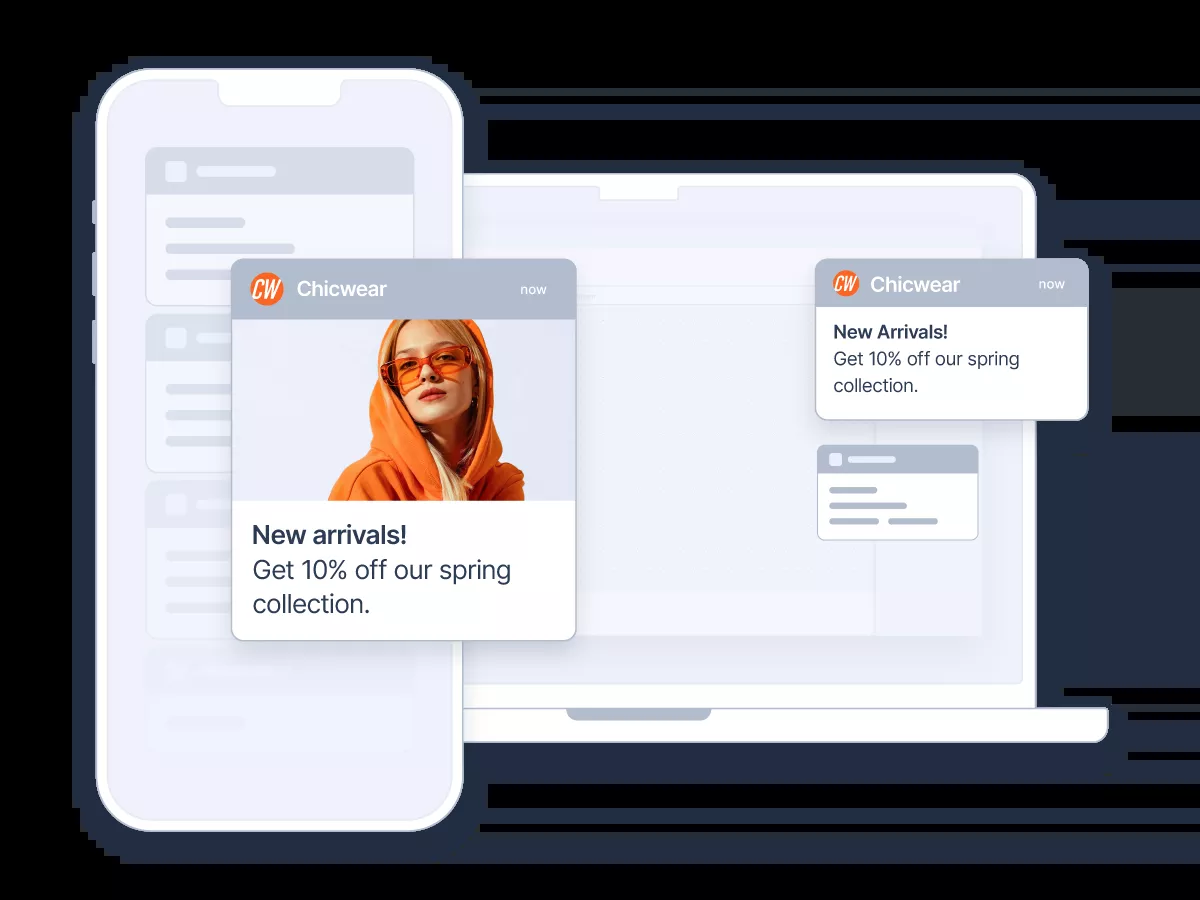 CW Chicwear now
New arrivals!
Get 10% off our spring
collection.
CW Chicwear now
New Arrivals!
Get 10% off our spring
collection.